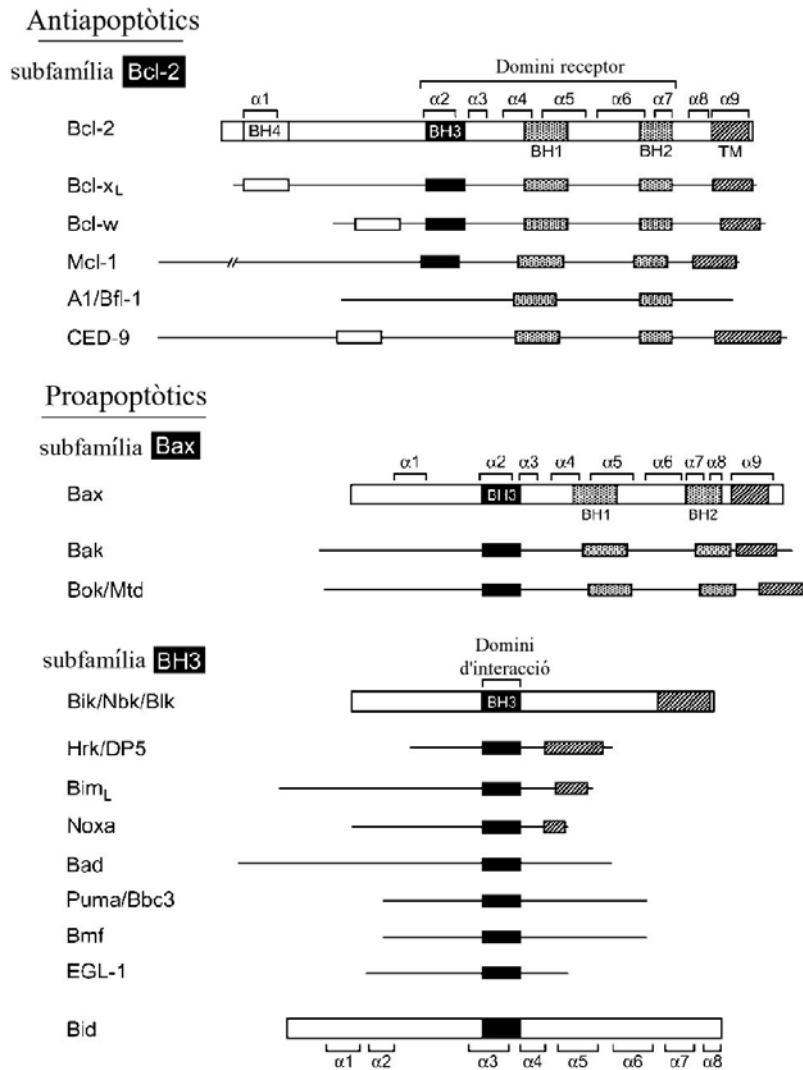 Antiapoptòtics
subfamília Bcl-2
Domini receptor
α1 α2 α3 α4 α5 α6 α7 α8 α9
Bcl-2 BH4 BH3
BH1 BH2 TM
Bcl-xL
Bcl-w
Mcl-1
A1/Bfl-1
CED-9
Proapoptòtics
subfamília Bax
α1 α2 α3 α4 α5 α6 α7 α8 α9
Bax BH3
BH1 BH2
Bak
Bok/Mtd
subfamília BH3
Domini
d'interacció
Bik/Nbk/Blk BH3
Hrk/DP5
BimL
Noxa
Bad
Puma/Bbc3
Bmf
EGL-1
Bid
α1 α2 α3 α4 α5 α6 α7 α8